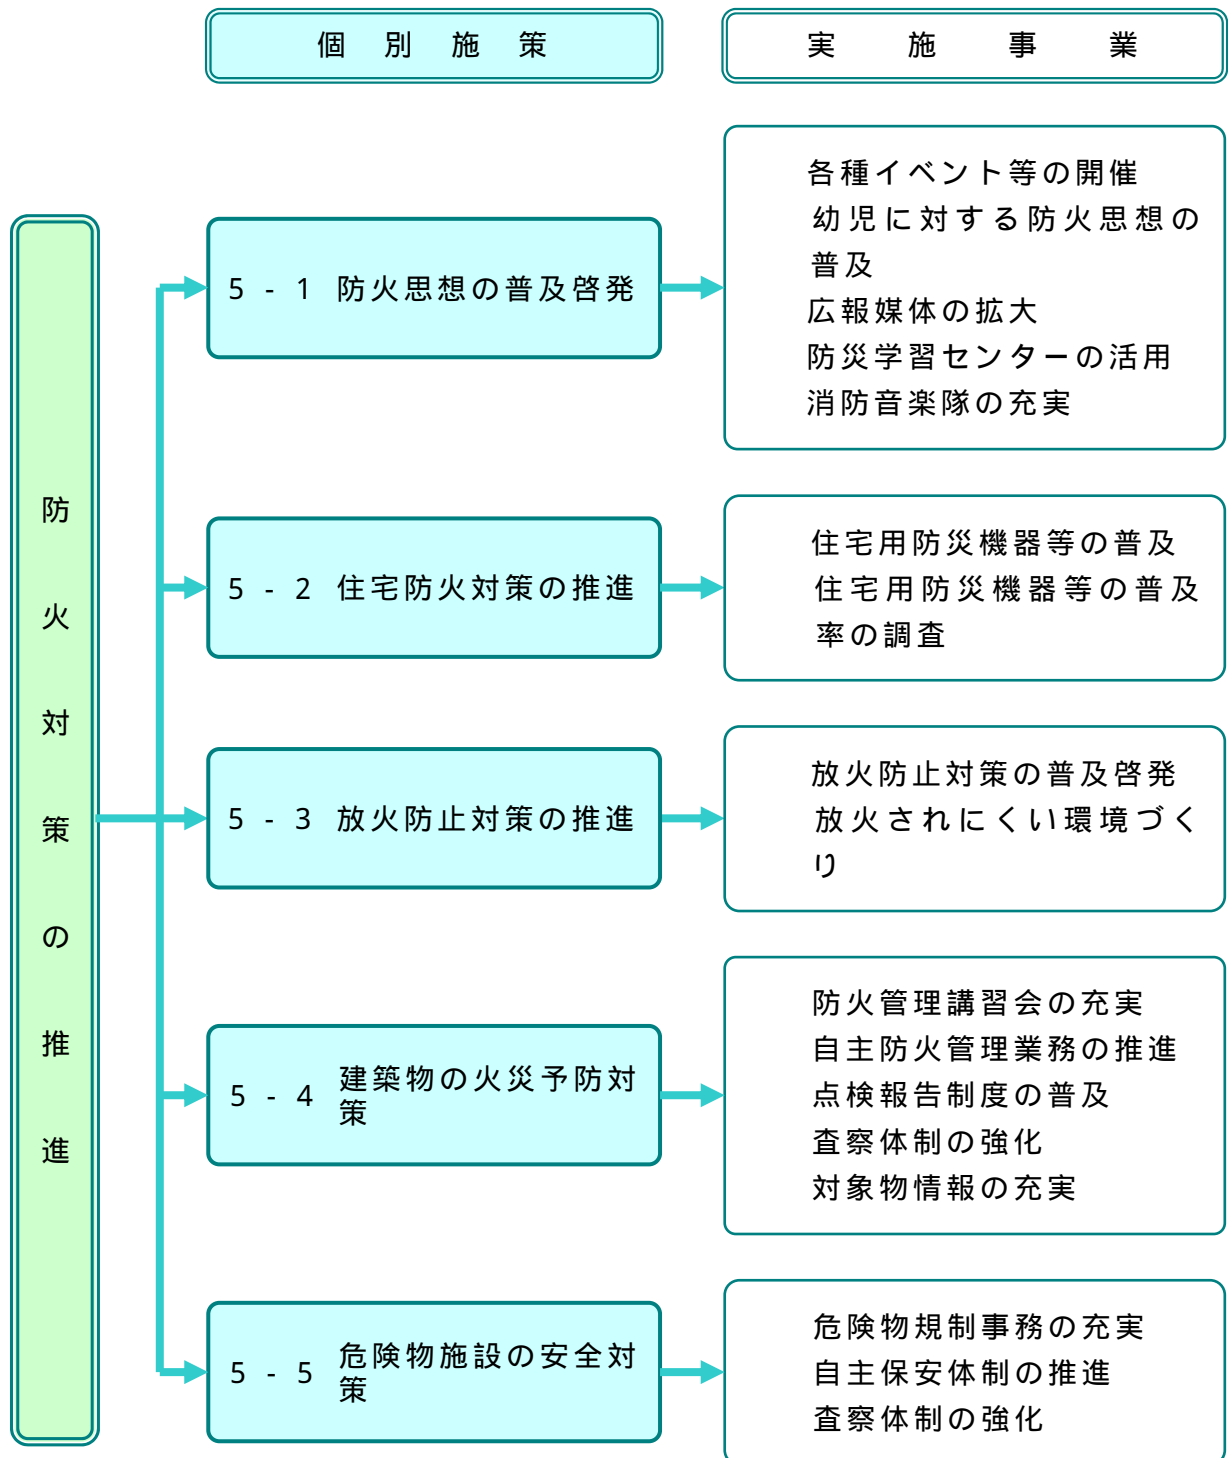 個別施策
実施事業
防火対策の推進
5-1 防火思想の普及啓発
各種イベント等の開催
幼児に対する防火思想の
普及
広報媒体の拡大
防災学習センターの活用
消防音楽隊の充実
5-2 住宅防火対策の推進
住宅用防災機器等の普及
住宅用防災機器等の普及
率の調査
5-3 放火防止対策の推進
放火防止対策の普及啓発
放火されにくい環境づく
り
5-4 建築物の火災予防対
策
防火管理講習会の充実
自主防火管理業務の推進
点検報告制度の普及
査察体制の強化
対象物情報の充実
5-5 危険物施設の安全対
策
危険物規制事務の充実
自主保安体制の推進
査察体制の強化